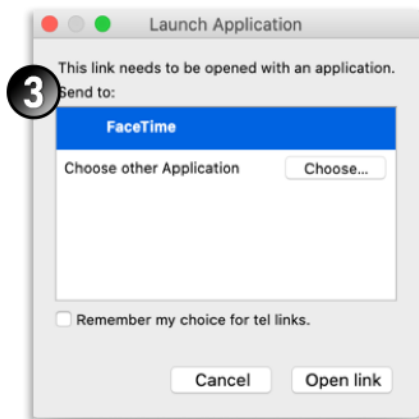 Launch Application
This link needs to be opened with an application.
3
Send to:
FaceTime
Choose other Application Choose...
Remember my choice for tel links.
Cancel Open link